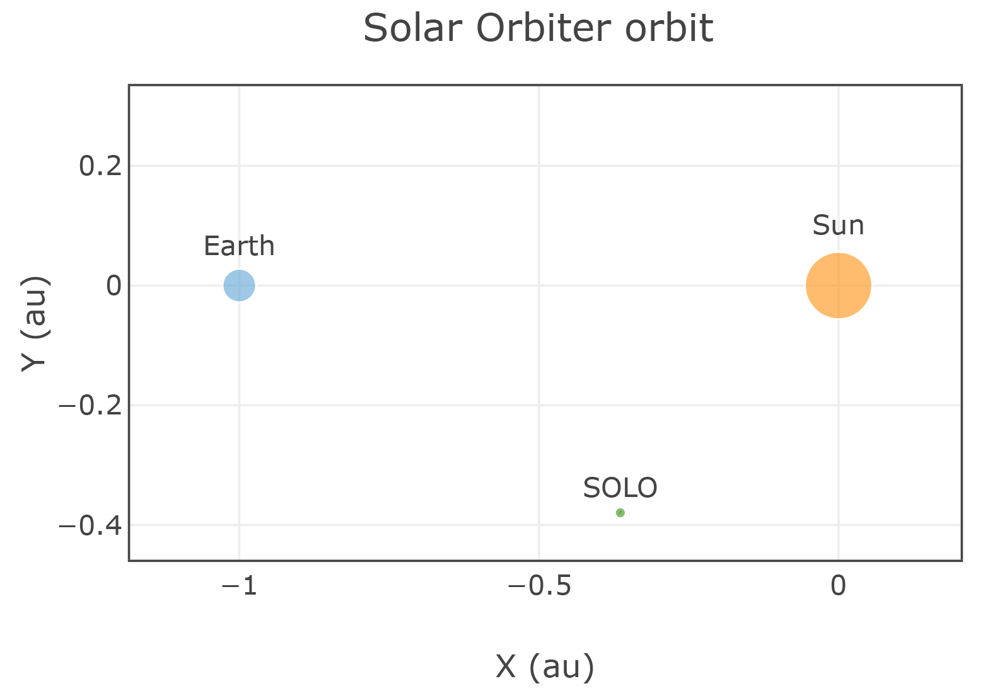 Solar Orbiter orbit
0.2
Sun
Earth
0
Y (au)
−0.2
SOLO
−0.4
−1
−0.5
0
X (au)